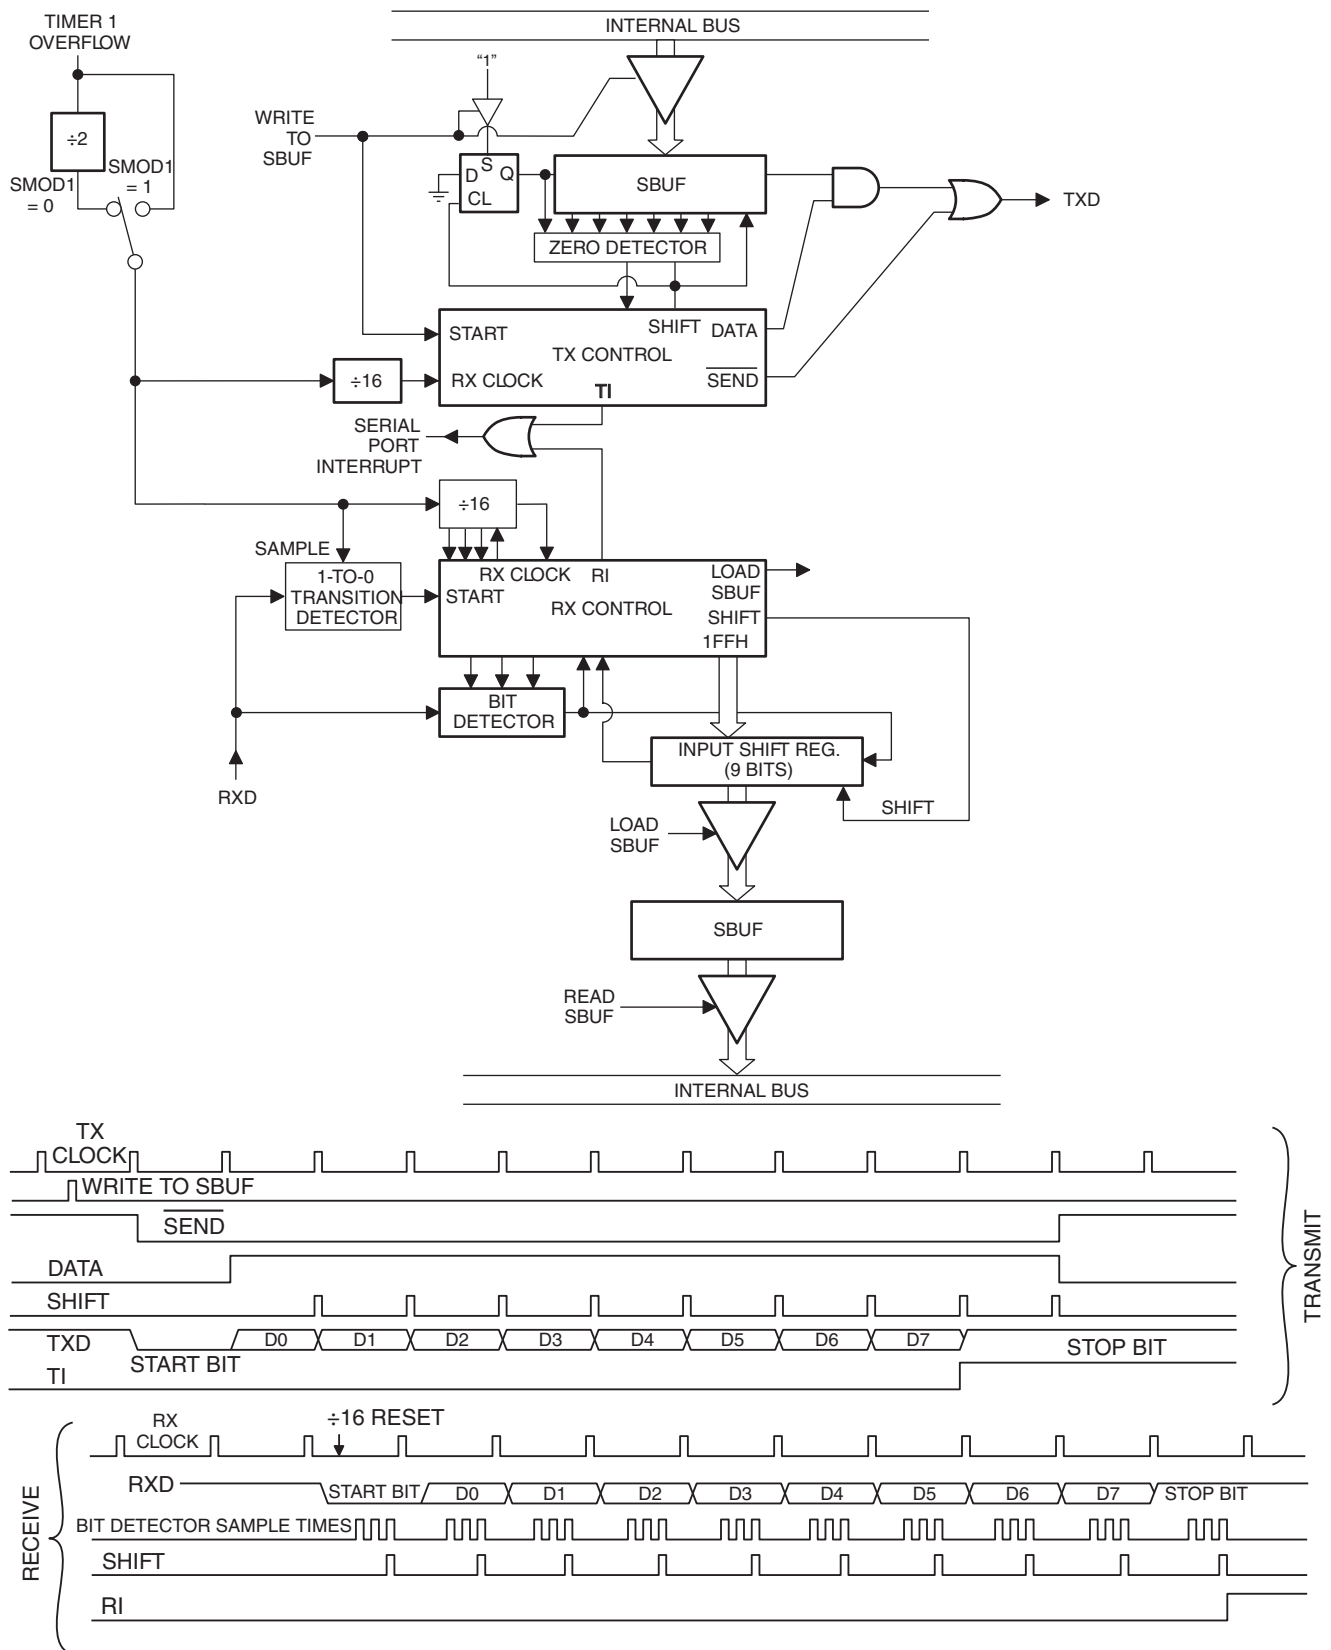 TIMER 1
OVERFLOW
INTERNAL BUS
“1”
WRITE
TO
SBUF
÷2
SMOD1
= 1
SMOD1
= 0
D
S
Q
CL
SBUF
TXD
ZERO DETECTOR
START
SHIFT
DATA
TX CONTROL
RX CLOCK
TI
SEND
÷16
SERIAL
PORT
INTERRUPT
÷16
SAMPLE
1-TO-0
TRANSITION
DETECTOR
RX CLOCK
RI
LOAD
SBUF
START
RX CONTROL
SHIFT
1FFH
BIT
DETECTOR
INPUT SHIFT REG.
(9 BITS)
RXD
SHIFT
LOAD
SBUF
SBUF
READ
SBUF
INTERNAL BUS
TX
CLOCK
WRITE TO SBUF
SEND
DATA
SHIFT
TXD
D0 D1 D2 D3 D4 D5 D6 D7
START BIT
STOP BIT
TI
TRANSMIT
RX
CLOCK
÷16 RESET
RXD
START BIT D0 D1 D2 D3 D4 D5 D6 D7 STOP BIT
BIT DETECTOR SAMPLE TIMES
SHIFT
RI
RECEIVE